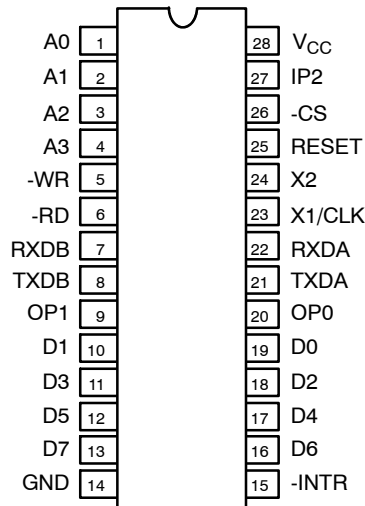 A0 1 28 VCC
A1 2 27 IP2
A2 3 26 -CS
A3 4 25 RESET
-WR 5 24 X2
-RD 6 23 X1/CLK
RXDB 7 22 RXDA
TXDB 8 21 TXDA
OP1 9 20 OP0
D1 10 19 D0
D3 11 18 D2
D5 12 17 D4
D7 13 16 D6
GND 14 15 -INTR